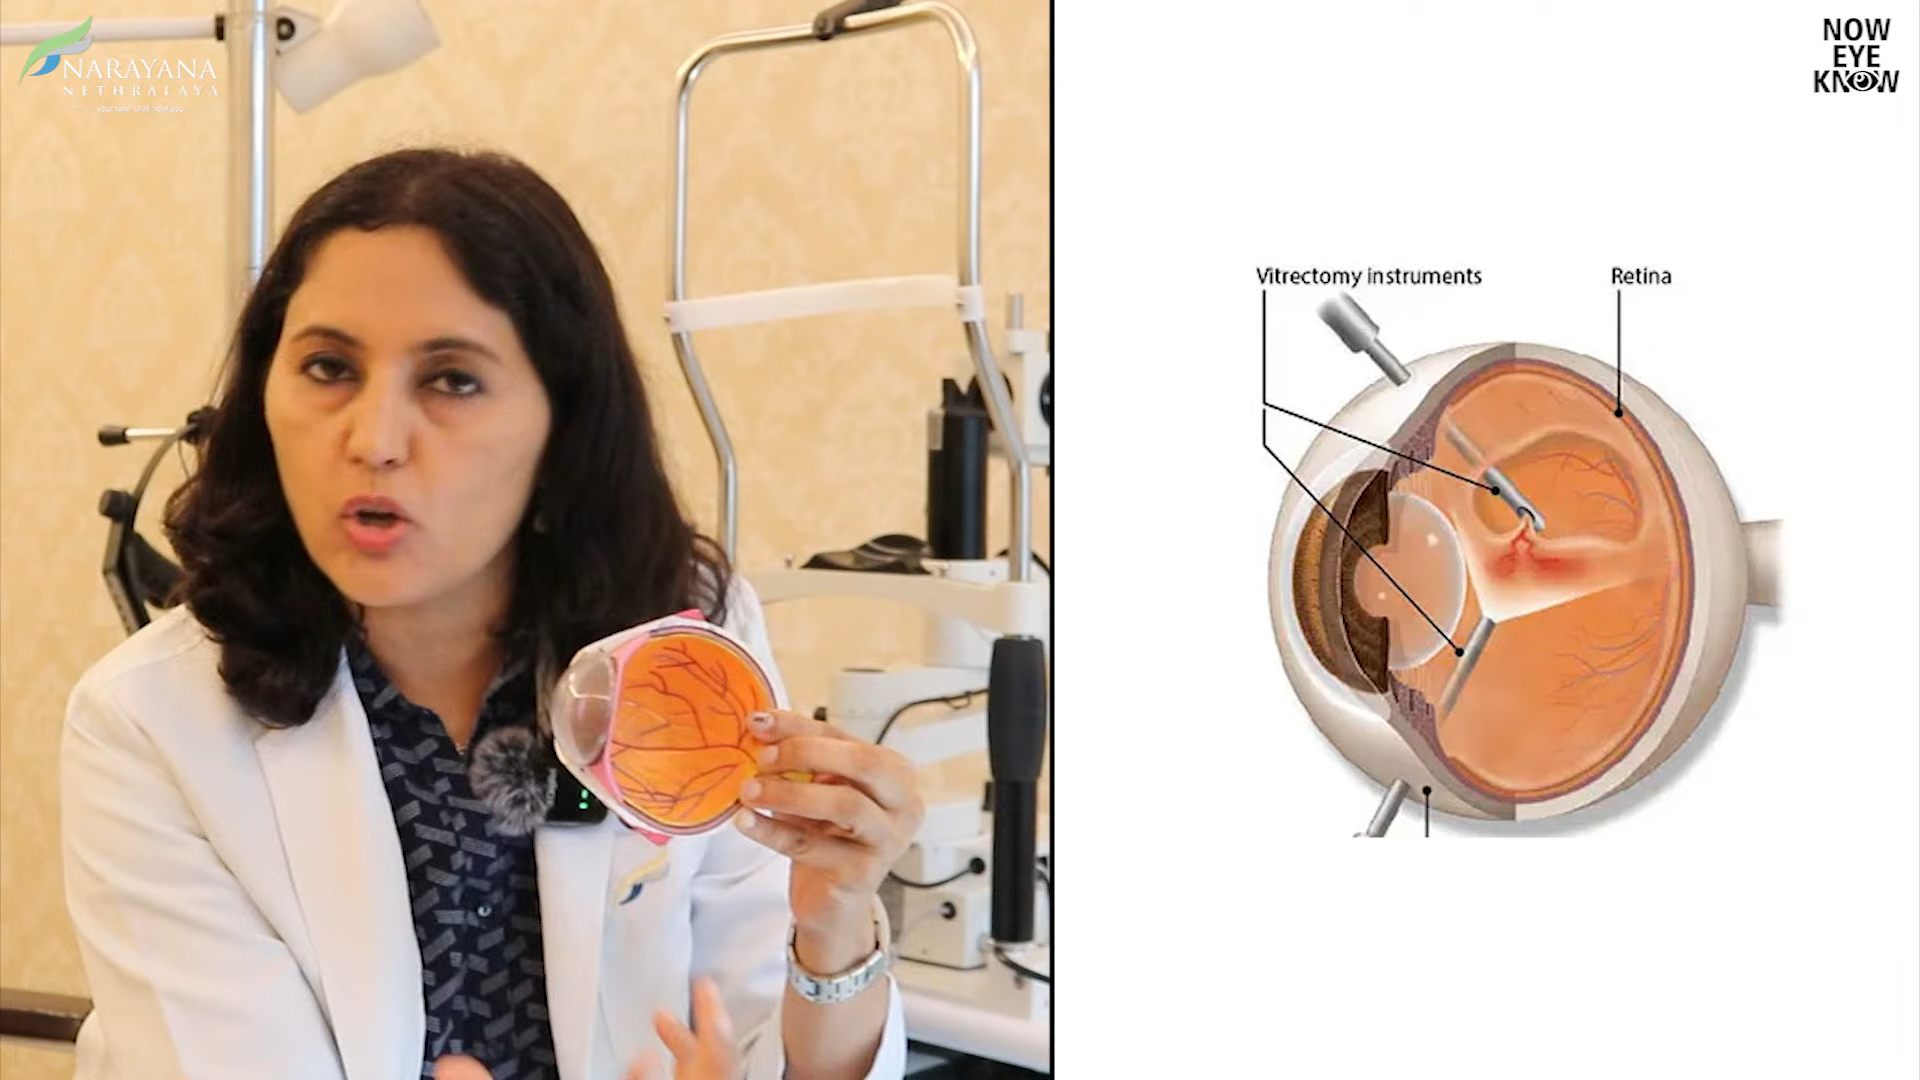 NARAYANA
NETHRALAYA
NOW
EYE
KNOW
Vitrectomy instruments
Retina